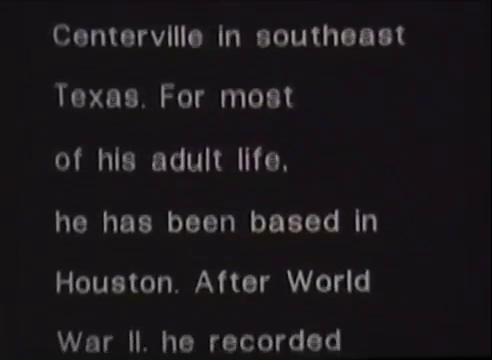 Centerville in southeast
Texas. For most
of his adult life,
he has been based in
Houston. After World
War II. he recorded